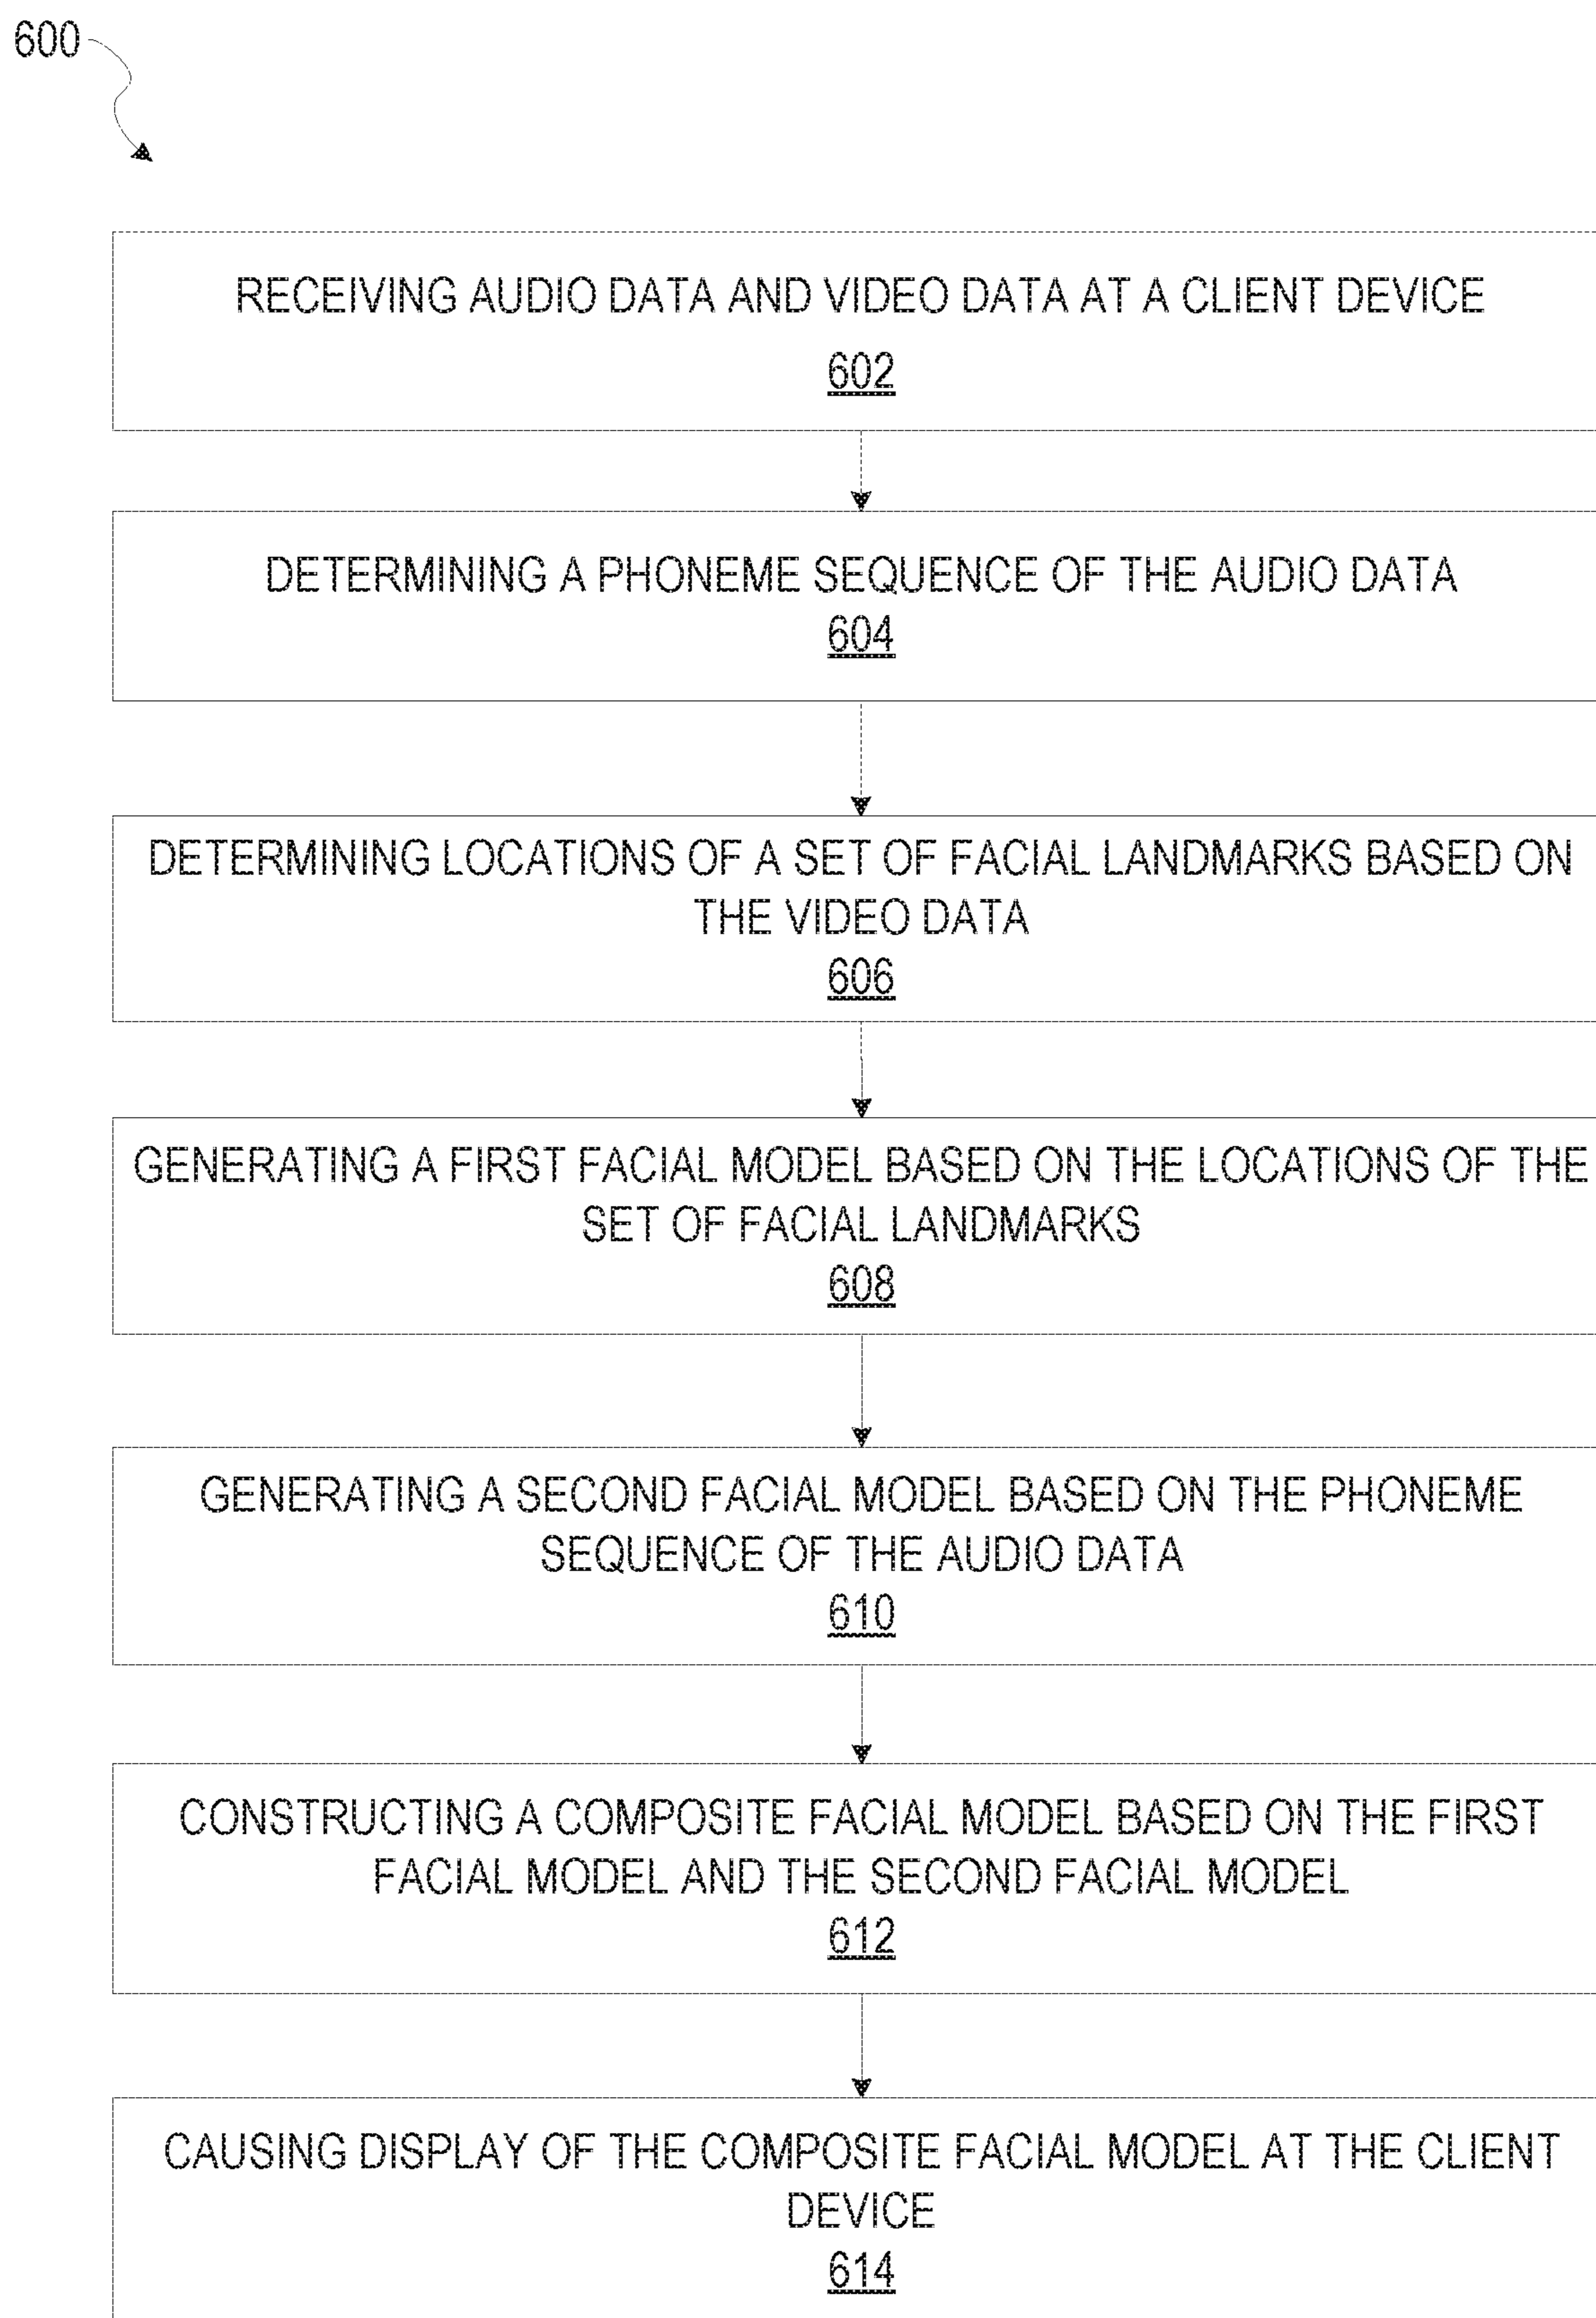 600
RECEIVING AUDIO DATA AND VIDEO DATA AT A CLIENT DEVICE
602
DETERMINING A PHONEME SEQUENCE OF THE AUDIO DATA
604
DETERMINING LOCATIONS OF A SET OF FACIAL LANDMARKS BASED ON
THE VIDEO DATA
606
GENERATING A FIRST FACIAL MODEL BASED ON THE LOCATIONS OF THE
SET OF FACIAL LANDMARKS
608
GENERATING A SECOND FACIAL MODEL BASED ON THE PHONEME
SEQUENCE OF THE AUDIO DATA
610
CONSTRUCTING A COMPOSITE FACIAL MODEL BASED ON THE FIRST
FACIAL MODEL AND THE SECOND FACIAL MODEL
612
CAUSING DISPLAY OF THE COMPOSITE FACIAL MODEL AT THE CLIENT
DEVICE
614